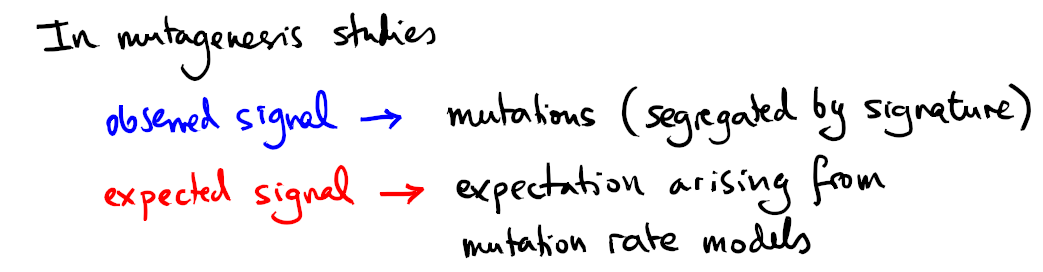 In mutagenesis studies
observed signal → mutations (segregated by signature)
expected signal → expectation arising from
mutation rate models